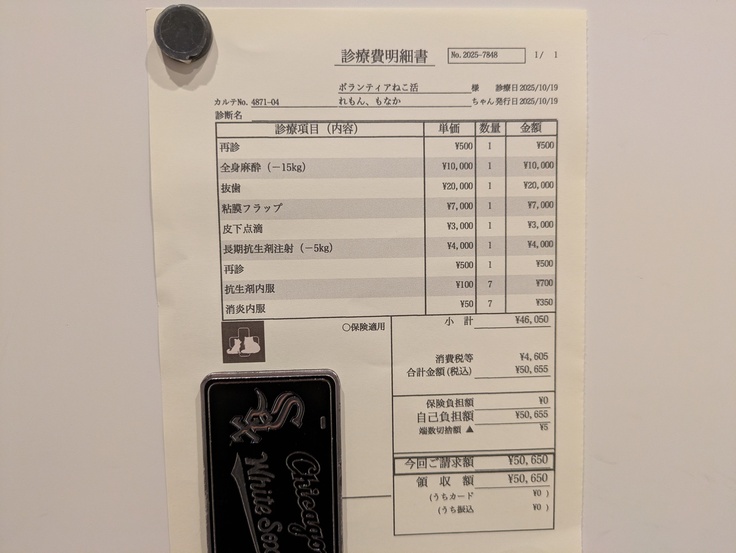 診療費明細書 No.2025-7848 1/ 1
ボランティアねこ活 様 診療日 2025/10/19
カルテNo. 4871-04 れもん、もなか ちゃん 発行日 2025/10/19
診断名
診療項目（内容） 単価 数量 金額
再診 ¥500 1 ¥500
全身麻酔（－15kg） ¥10,000 1 ¥10,000
抜歯 ¥20,000 1 ¥20,000
粘膜フラップ ¥7,000 1 ¥7,000
皮下点滴 ¥3,000 1 ¥3,000
長期抗生剤注射（－5kg） ¥4,000 1 ¥4,000
再診 ¥500 1 ¥500
抗生剤内服 ¥100 7 ¥700
消炎内服 ¥50 7 ¥350
○保険適用 小 計 ¥46,050
消費税等 ¥4,605
合計金額(税込) ¥50,655
保険負担額 ¥0
自己負担額 ¥50,655
端数切捨額 ▲ ¥5
今回ご請求額 ¥50,650
領 収 額 ¥50,650
(うちカード ¥0 )
(うち振込 ¥0 )
Sox
Chicago
White Sox